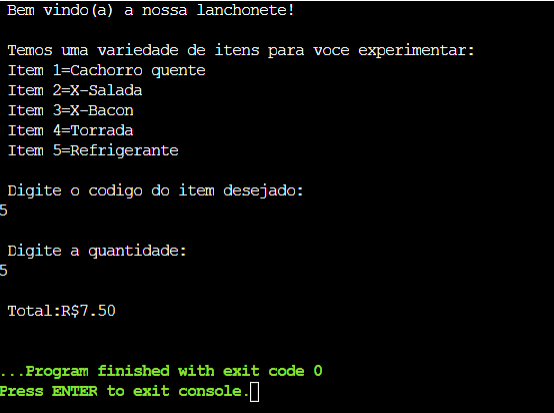 Bem vindo(a) a nossa lanchonete!
Temos uma variedade de itens para voce experimentar:
Item 1=Cachorro quente
Item 2=X-Salada
Item 3=X-Bacon
Item 4=Torrada
Item 5=Refrigerante
Digite o codigo do item desejado:
5
Digite a quantidade:
5
Total:R$7.50
...Program finished with exit code 0
Press ENTER to exit console.